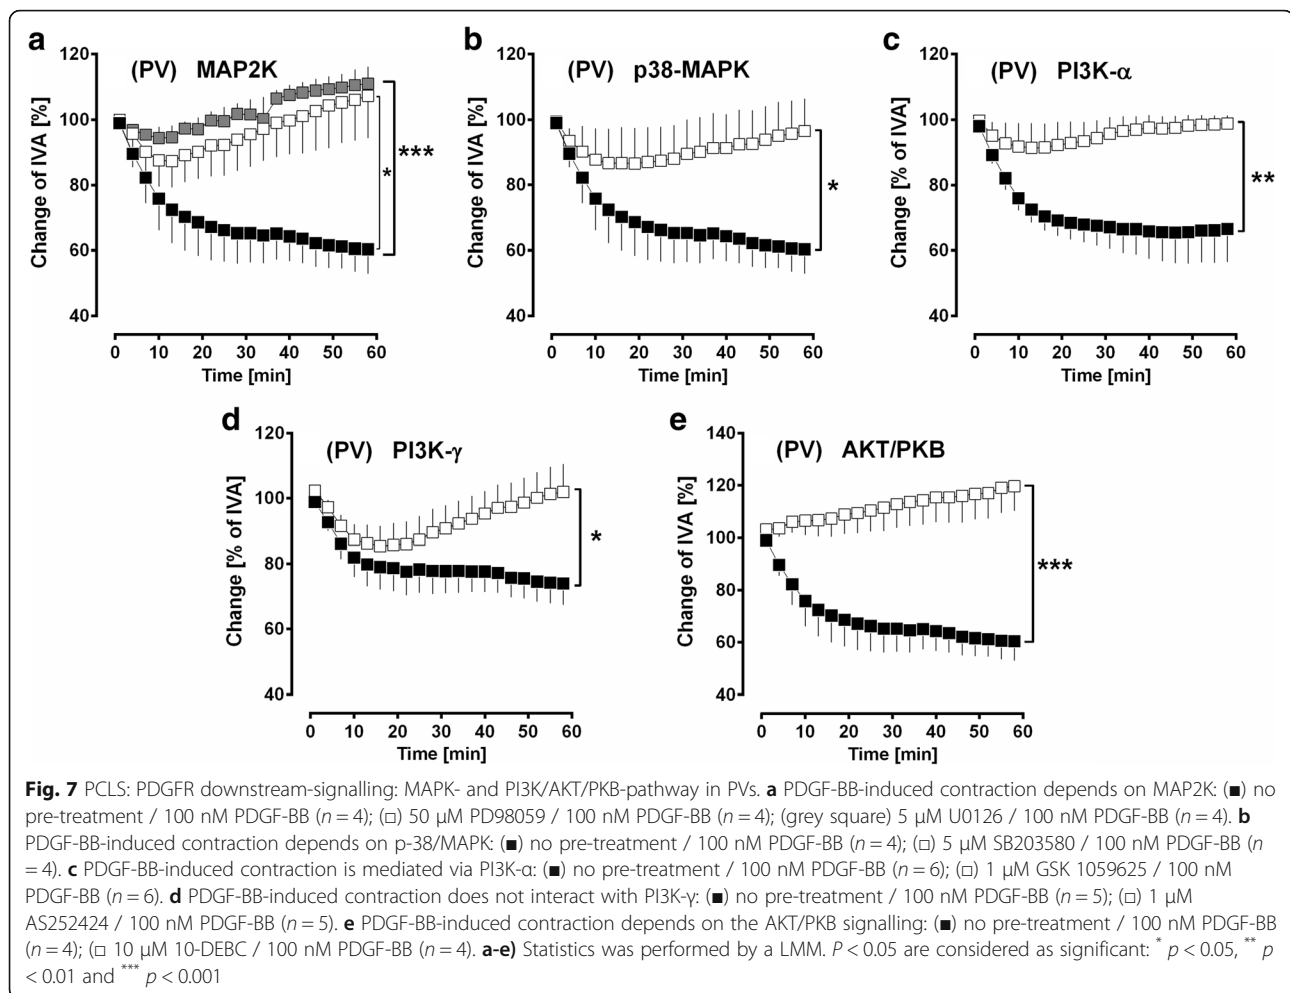 a
(PV) MAP2K
Change of IVA [%]
120
100
80
60
40
*
***
0 10 20 30 40 50 60
Time [min]
b
(PV) p38-MAPK
Change of IVA [%]
120
100
80
60
40
*
0 10 20 30 40 50 60
Time [min]
c
(PV) PI3K-α
Change [% of IVA]
120
100
80
60
40
**
0 10 20 30 40 50 60
Time [min]
d
(PV) PI3K-γ
Change [% of IVA]
120
100
80
60
40
*
0 10 20 30 40 50 60
Time [min]
e
(PV) AKT/PKB
Change of IVA [%]
140
120
100
80
60
40
***
0 10 20 30 40 50 60
Time [min]
Fig. 7 PCLS: PDGFR downstream-signalling: MAPK- and PI3K/AKT/PKB-pathway in PVs. a PDGF-BB-induced contraction depends on MAP2K: (■) no
pre-treatment / 100 nM PDGF-BB (n = 4); (□) 50 μM PD98059 / 100 nM PDGF-BB (n = 4); (grey square) 5 μM U0126 / 100 nM PDGF-BB (n = 4). b
PDGF-BB-induced contraction depends on p-38/MAPK: (■) no pre-treatment / 100 nM PDGF-BB (n = 4); (□) 5 μM SB203580 / 100 nM PDGF-BB (n
= 4). c PDGF-BB-induced contraction is mediated via PI3K-α: (■) no pre-treatment / 100 nM PDGF-BB (n = 6); (□) 1 μM GSK 1059625 / 100 nM
PDGF-BB (n = 6). d PDGF-BB-induced contraction does not interact with PI3K-γ: (■) no pre-treatment / 100 nM PDGF-BB (n = 5); (□) 1 μM
AS252424 / 100 nM PDGF-BB (n = 5). e PDGF-BB-induced contraction depends on the AKT/PKB signalling: (■) no pre-treatment / 100 nM PDGF-BB
(n = 4); (□ 10 μM 10-DEBC / 100 nM PDGF-BB (n = 4). a-e) Statistics was performed by a LMM. P < 0.05 are considered as significant: * p < 0.05, ** p
< 0.01 and *** p < 0.001